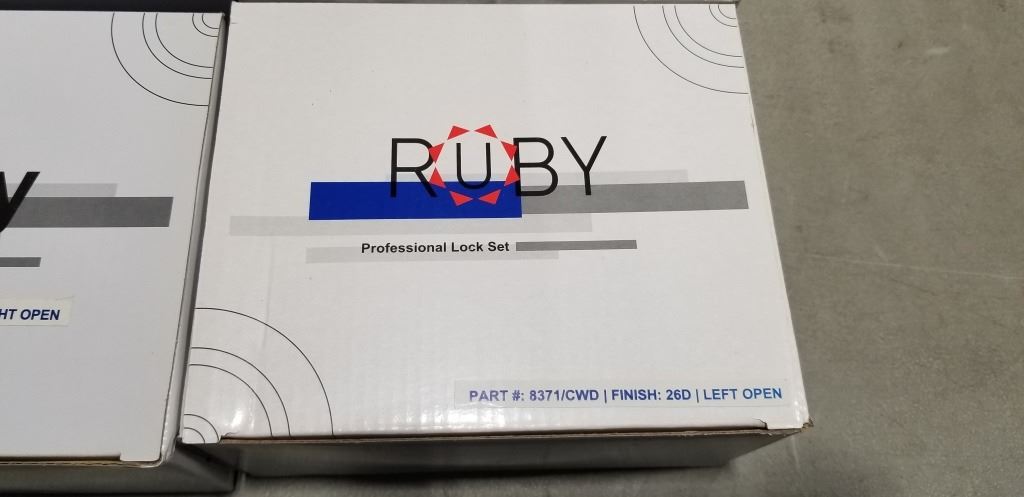 RUBY
Professional Lock Set
PART #: 8371/CWD | FINISH: 26D | LEFT OPEN
HT OPEN